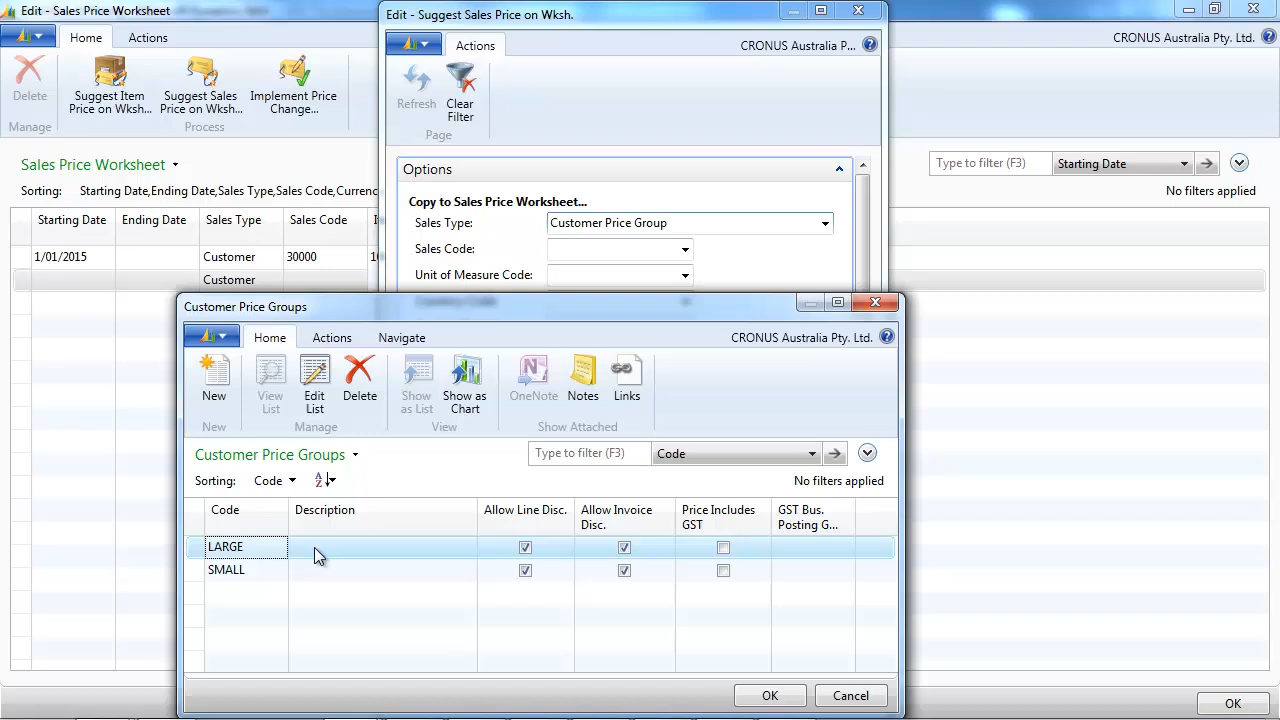 Edit - Sales Price Worksheet
Home
Actions
CRONUS Australia Pty. Ltd.
Delete
Suggest Item Price on Wksh...
Suggest Sales Price on Wksh...
Implement Price Change...
Manage
Process
Sales Price Worksheet
Type to filter (F3)
Starting Date
Sorting:
Starting Date,Ending Date,Sales Type,Sales Code,Currenc
No filters applied
Starting Date
Ending Date
Sales Type
Sales Code
1/01/2015
Customer
30000
Customer
OK
Edit - Suggest Sales Price on Wksh.
Actions
CRONUS Australia P...
Refresh
Clear Filter
Page
Options
Copy to Sales Price Worksheet...
Sales Type:
Customer Price Group
Sales Code:
Unit of Measure Code:
Currency Code
Customer Price Groups
Home
Actions
Navigate
CRONUS Australia Pty. Ltd.
New
View List
Edit List
Delete
Show as List
Show as Chart
OneNote
Notes
Links
New
Manage
View
Show Attached
Customer Price Groups
Type to filter (F3)
Code
Sorting:
Code
No filters applied
Code
Description
Allow Line Disc.
Allow Invoice Disc.
Price Includes GST
GST Bus. Posting G...
LARGE
SMALL
OK
Cancel